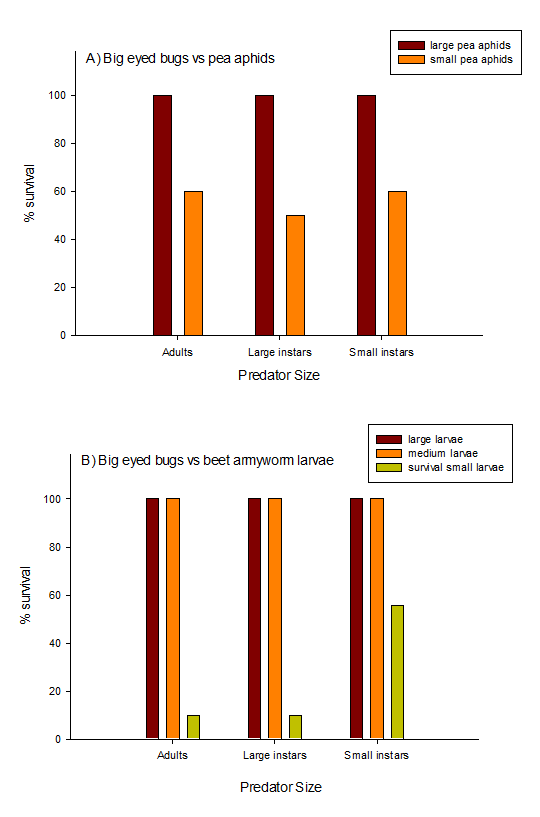 A) Big eyed bugs vs pea aphids
large pea aphids
small pea aphids
% survival
100
80
60
40
20
0
Adults
Large instars
Small instars
Predator Size
B) Big eyed bugs vs beet armyworm larvae
large larvae
medium larvae
survival small larvae
% survival
100
80
60
40
20
0
Adults
Large instars
Small instars
Predator Size